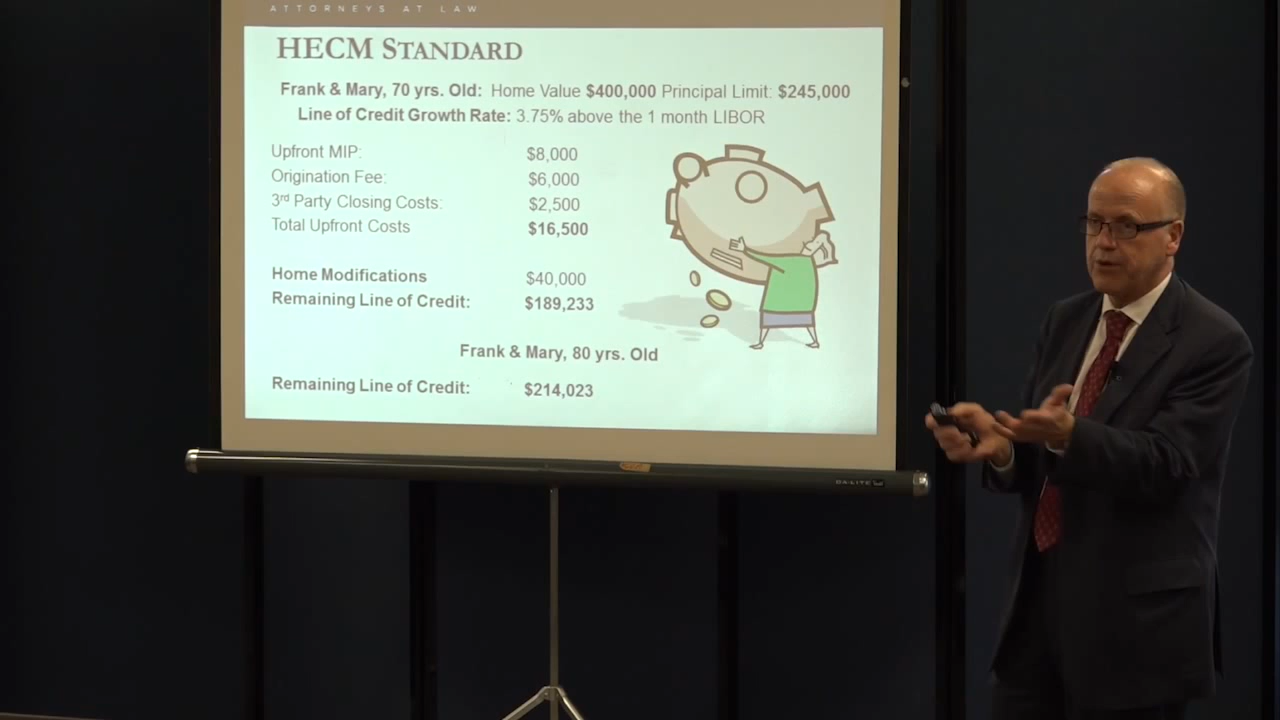 ATTORNEYS AT LAW
HECM STANDARD
Frank & Mary, 70 yrs. Old: Home Value $400,000 Principal Limit: $245,000
Line of Credit Growth Rate: 3.75% above the 1 month LIBOR
Upfront MIP: $8,000
Origination Fee: $6,000
3rd Party Closing Costs: $2,500
Total Upfront Costs $16,500
Home Modifications $40,000
Remaining Line of Credit: $189,233
Frank & Mary, 80 yrs. Old
Remaining Line of Credit: $214,023
DA-LITE